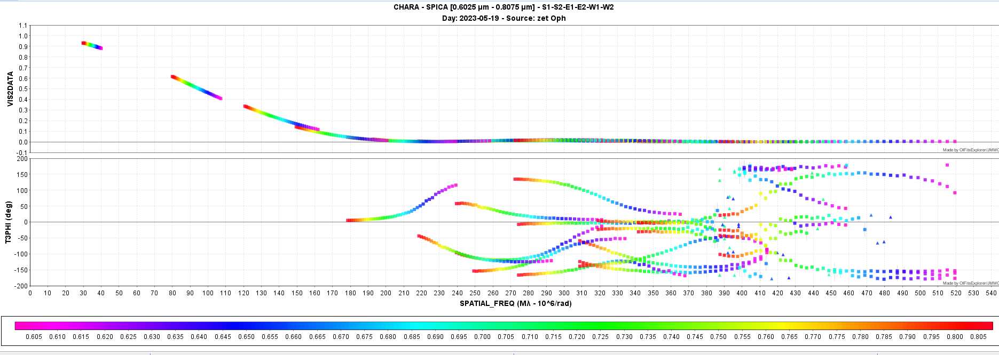 CHARA - SPICA [0.6025 µm - 0.8075 µm] - S1-S2-E1-E2-W1-W2
Day: 2023-05-19 - Source: zet Oph
1.1
1.0
0.9
0.8
0.7
0.6
0.5
0.4
0.3
0.2
0.1
0.0
-0.1
VIS2DATA
Made by OIFitsExplorer/JMMC
200
150
100
50
0
-50
-100
-150
-200
T3PHI (deg)
Made by OIFitsExplorer/JMMC
0 10 20 30 40 50 60 70 80 90 100 110 120 130 140 150 160 170 180 190 200 210 220 230 240 250 260 270 280 290 300 310 320 330 340 350 360 370 380 390 400 410 420 430 440 450 460 470 480 490 500 510 520 530 540
SPATIAL_FREQ (Mλ - 10^6/rad)
0.605 0.610 0.615 0.620 0.625 0.630 0.635 0.640 0.645 0.650 0.655 0.660 0.665 0.670 0.675 0.680 0.685 0.690 0.695 0.700 0.705 0.710 0.715 0.720 0.725 0.730 0.735 0.740 0.745 0.750 0.755 0.760 0.765 0.770 0.775 0.780 0.785 0.790 0.795 0.800 0.805